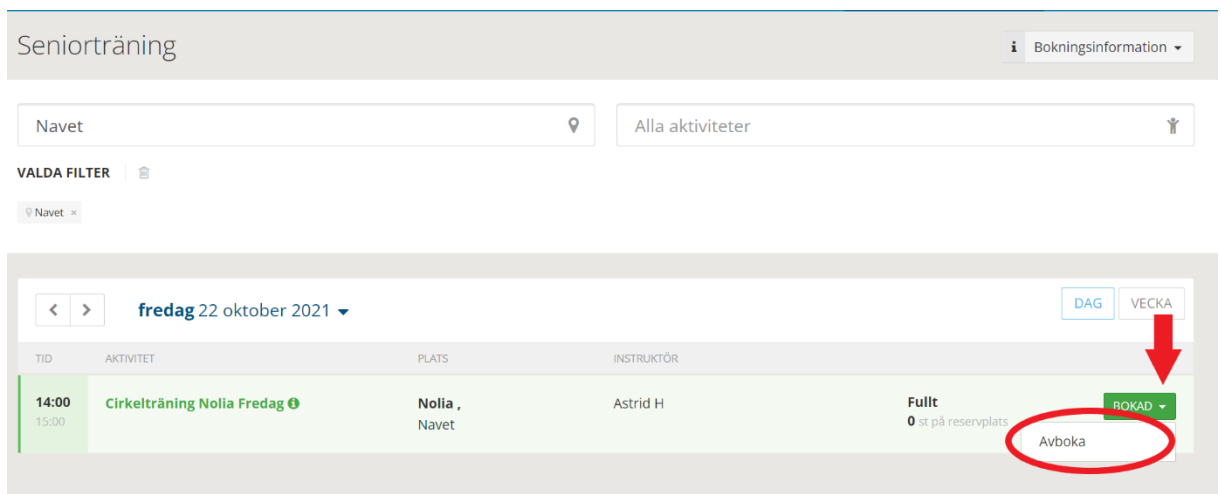 Seniorträning
i Bokningsinformation
Navet
Alla aktiviteter
VALDA FILTER
Navet ×
fredag 22 oktober 2021
DAG
VECKA
TID AKTIVITET PLATS INSTRUKTÖR
14:00 Cirkelträning Nolia Fredag i Nolia , Astrid H Fullt BOKAD
15:00 Navet 0 st på reservplats
Avboka